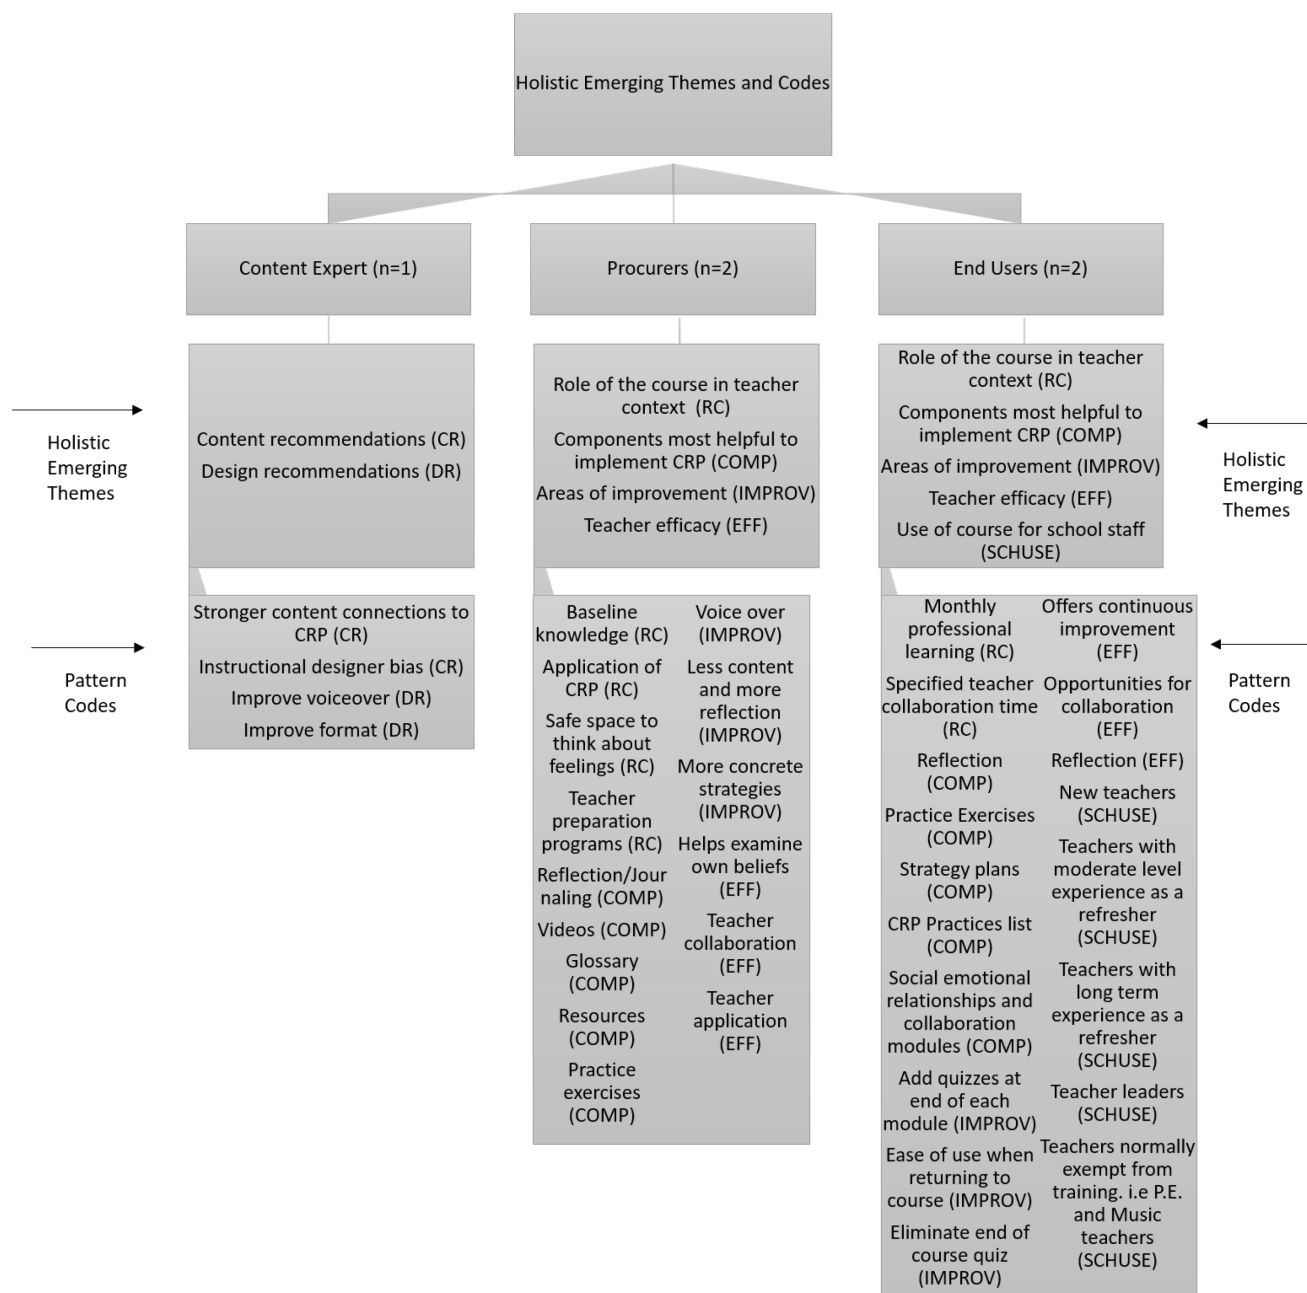 Holistic Emerging Themes and Codes
Content Expert (n=1)
Procurers (n=2)
End Users (n=2)
Holistic
Emerging
Themes
Content recommendations (CR)
Design recommendations (DR)
Role of the course in teacher
context  (RC)
Components most helpful to
implement CRP (COMP)
Areas of improvement (IMPROV)
Teacher efficacy (EFF)
Role of the course in teacher
context (RC)
Components most helpful to
implement CRP (COMP)
Areas of improvement (IMPROV)
Teacher efficacy (EFF)
Use of course for school staff
(SCHUSE)
Holistic
Emerging
Themes
Pattern
Codes
Stronger content connections to
CRP (CR)
Instructional designer bias (CR)
Improve voiceover (DR)
Improve format (DR)
Baseline
knowledge (RC)
Application of
CRP (RC)
Safe space to
think about
feelings (RC)
Teacher
preparation
programs (RC)
Reflection/Jour
naling (COMP)
Videos (COMP)
Glossary
(COMP)
Resources
(COMP)
Practice
exercises
(COMP)
Voice over
(IMPROV)
Less content
and more
reflection
(IMPROV)
More concrete
strategies
(IMPROV)
Helps examine
own beliefs
(EFF)
Teacher
collaboration
(EFF)
Teacher
application
(EFF)
Monthly
professional
learning (RC)
Specified teacher
collaboration time
(RC)
Reflection
(COMP)
Practice Exercises
(COMP)
Strategy plans
(COMP)
CRP Practices list
(COMP)
Social emotional
relationships and
collaboration
modules (COMP)
Add quizzes at
end of each
module (IMPROV)
Ease of use when
returning to
course (IMPROV)
Eliminate end of
course quiz
(IMPROV)
Offers continuous
improvement
(EFF)
Opportunities for
collaboration
(EFF)
Reflection (EFF)
New teachers
(SCHUSE)
Teachers with
moderate level
experience as a
refresher
(SCHUSE)
Teachers with
long term
experience as a
refresher
(SCHUSE)
Teacher leaders
(SCHUSE)
Teachers normally
exempt from
training. i.e P.E.
and Music
teachers
(SCHUSE)
Pattern
Codes